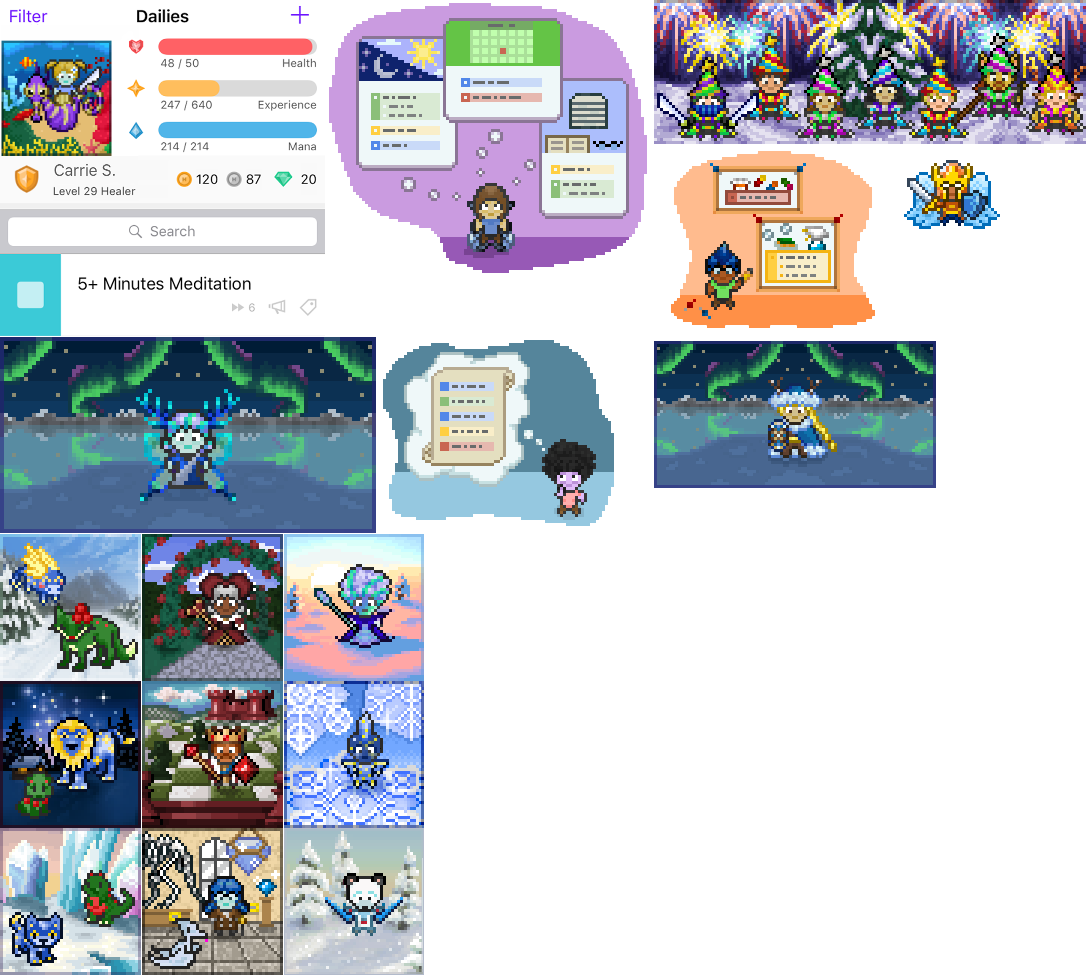 Filter
Dailies
+
48 / 50
Health
247 / 640
Experience
214 / 214
Mana
Carrie S.
Level 29 Healer
120
87
20
Search
5+ Minutes Meditation
6